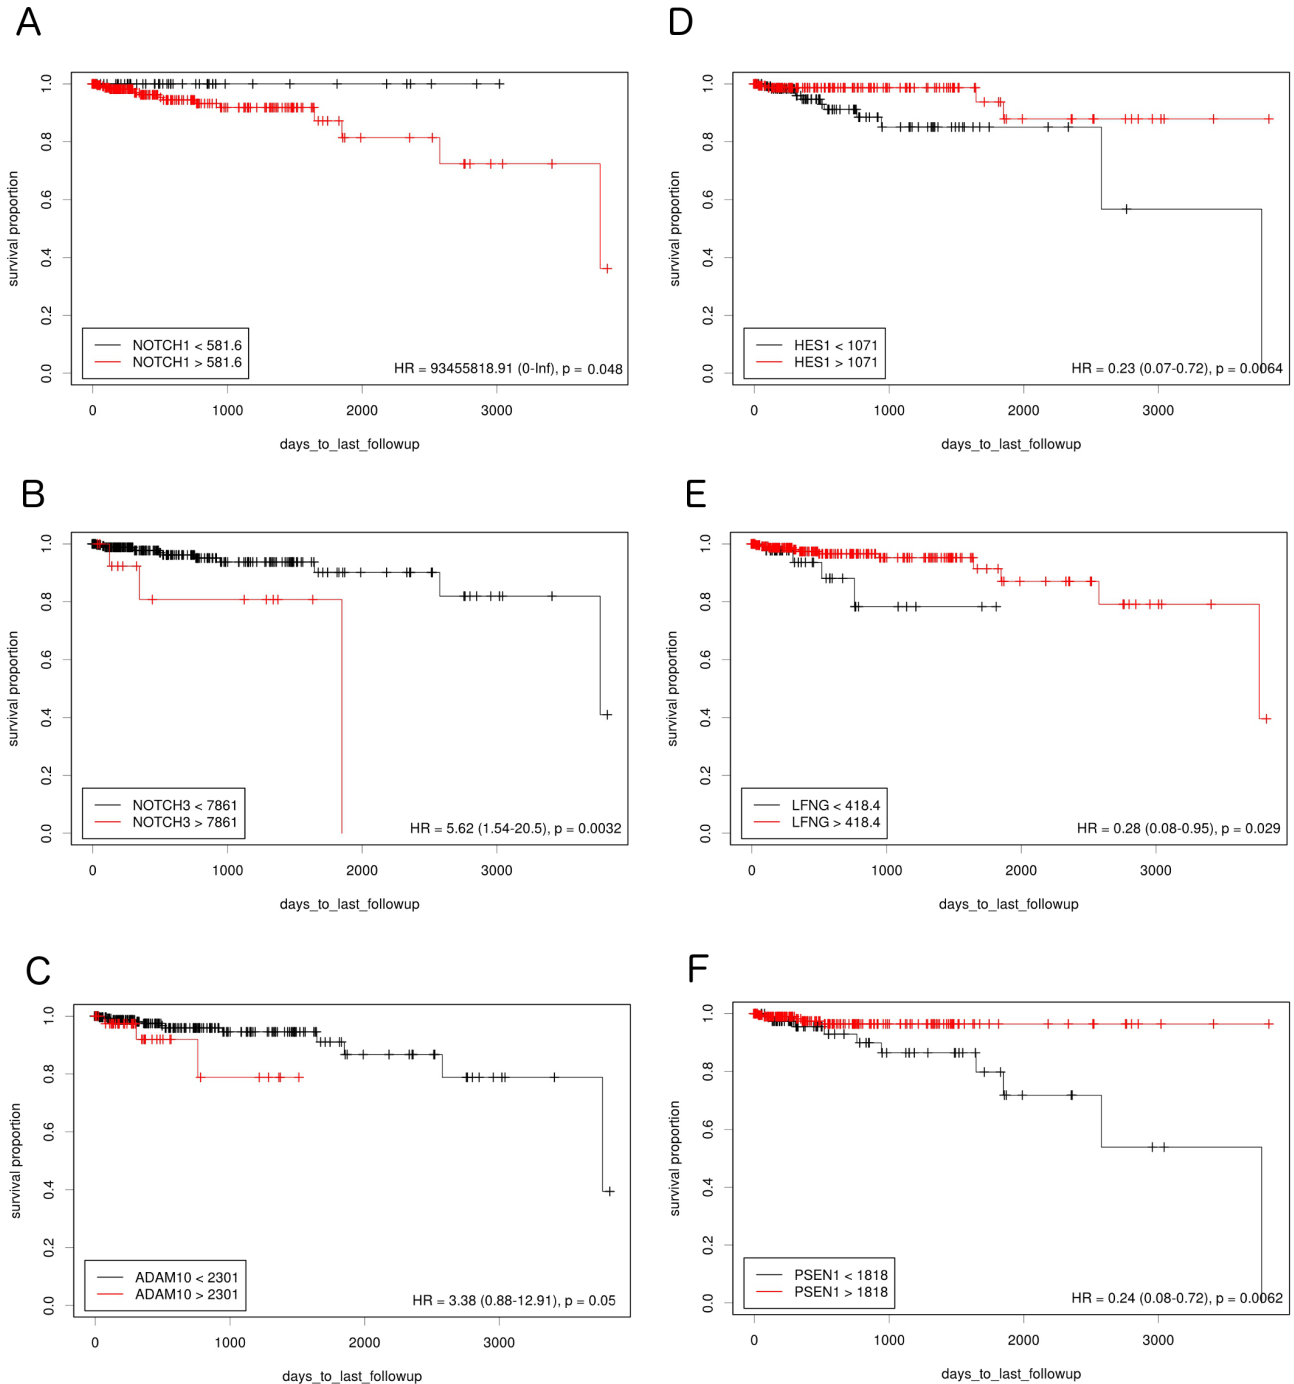 A
1.0
0.8
0.6
0.4
0.2
0.0
survival proportion
NOTCH1 < 581.6
NOTCH1 > 581.6
HR = 93455818.91 (0-Inf), p = 0.048
0 1000 2000 3000
days_to_last_followup
D
1.0
0.8
0.6
0.4
0.2
0.0
survival proportion
HES1 < 1071
HES1 > 1071
HR = 0.23 (0.07-0.72), p = 0.0064
0 1000 2000 3000
days_to_last_followup
B
1.0
0.8
0.6
0.4
0.2
0.0
survival proportion
NOTCH3 < 7861
NOTCH3 > 7861
HR = 5.62 (1.54-20.5), p = 0.0032
0 1000 2000 3000
days_to_last_followup
E
1.0
0.8
0.6
0.4
0.2
0.0
survival proportion
LFNG < 418.4
LFNG > 418.4
HR = 0.28 (0.08-0.95), p = 0.029
0 1000 2000 3000
days_to_last_followup
C
1.0
0.8
0.6
0.4
0.2
0.0
survival proportion
ADAM10 < 2301
ADAM10 > 2301
HR = 3.38 (0.88-12.91), p = 0.05
0 1000 2000 3000
days_to_last_followup
F
1.0
0.8
0.6
0.4
0.2
0.0
survival proportion
PSEN1 < 1818
PSEN1 > 1818
HR = 0.24 (0.08-0.72), p = 0.0062
0 1000 2000 3000
days_to_last_followup